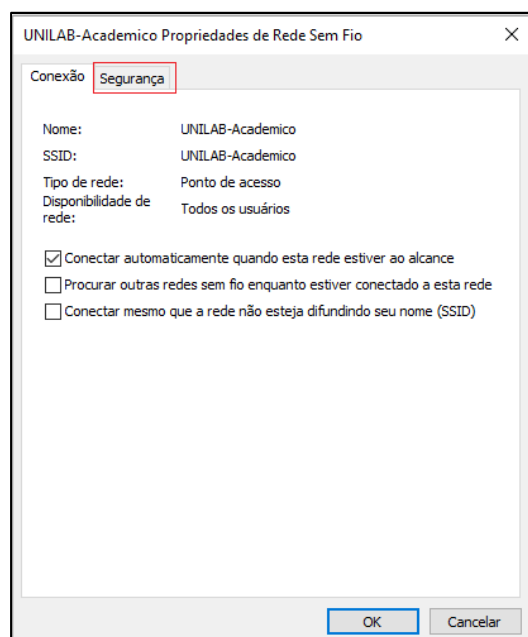 UNILAB-Academico Propriedades de Rede Sem Fio
Conexão Segurança
Nome: UNILAB-Academico
SSID: UNILAB-Academico
Tipo de rede: Ponto de acesso
Disponibilidade de rede: Todos os usuários
Conectar automaticamente quando esta rede estiver ao alcance
Procurar outras redes sem fio enquanto estiver conectado a esta rede
Conectar mesmo que a rede não esteja difundindo seu nome (SSID)
OK Cancelar